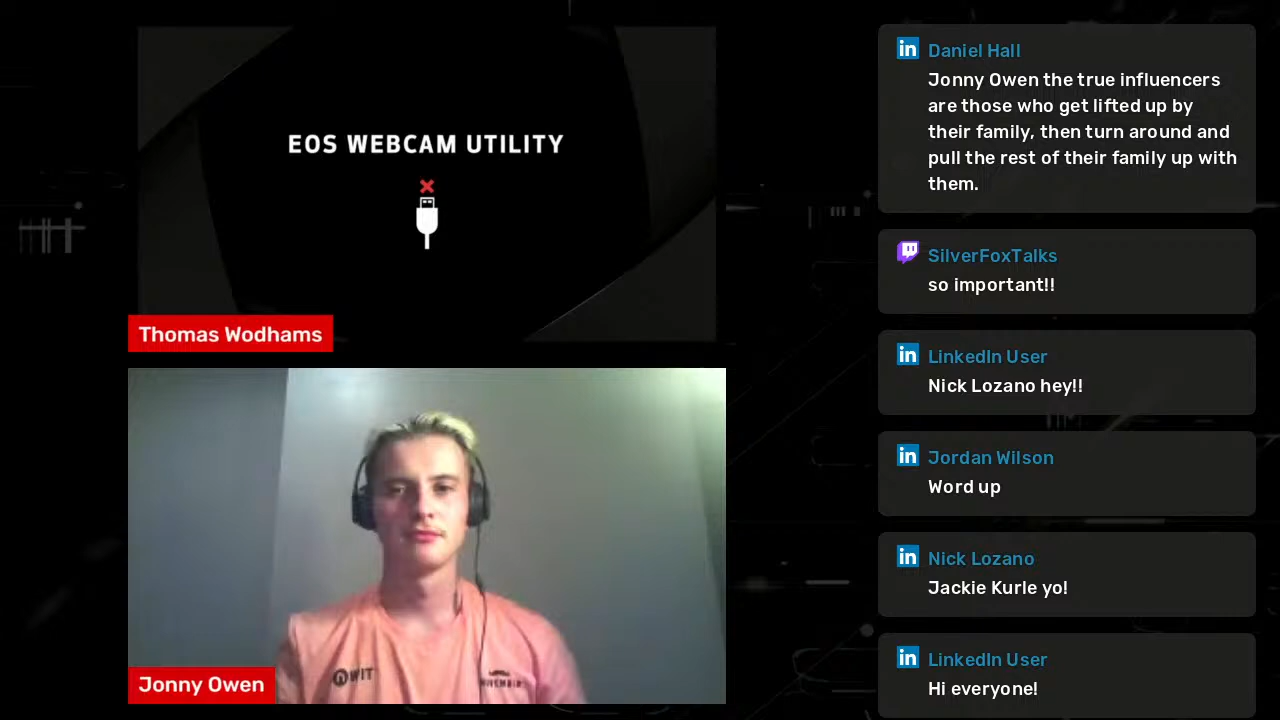 EOS WEBCAM UTILITY
Thomas Wodhams
Jonny Owen
Daniel Hall
Jonny Owen the true influencers
are those who get lifted up by
their family, then turn around and
pull the rest of their family up with
them.
SilverFoxTalks
so important!!
LinkedIn User
Nick Lozano hey!!
Jordan Wilson
Word up
Nick Lozano
Jackie Kurle yo!
LinkedIn User
Hi everyone!